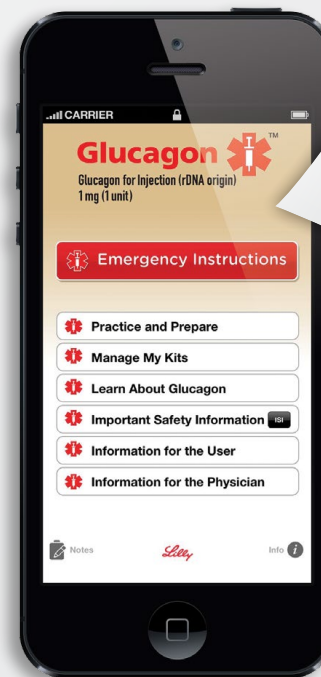 CARRIER
Glucagon ™
Glucagon for Injection (rDNA origin)
1 mg (1 unit)
Emergency Instructions
Practice and Prepare
Manage My Kits
Learn About Glucagon
Important Safety Information ISI
Information for the User
Information for the Physician
Notes Lilly Info i